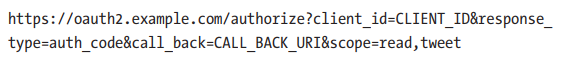 https://oauth2.example.com/authorize?client_id=CLIENT_ID&response_
type=auth_code&call_back=CALL_BACK_URI&scope=read,tweet